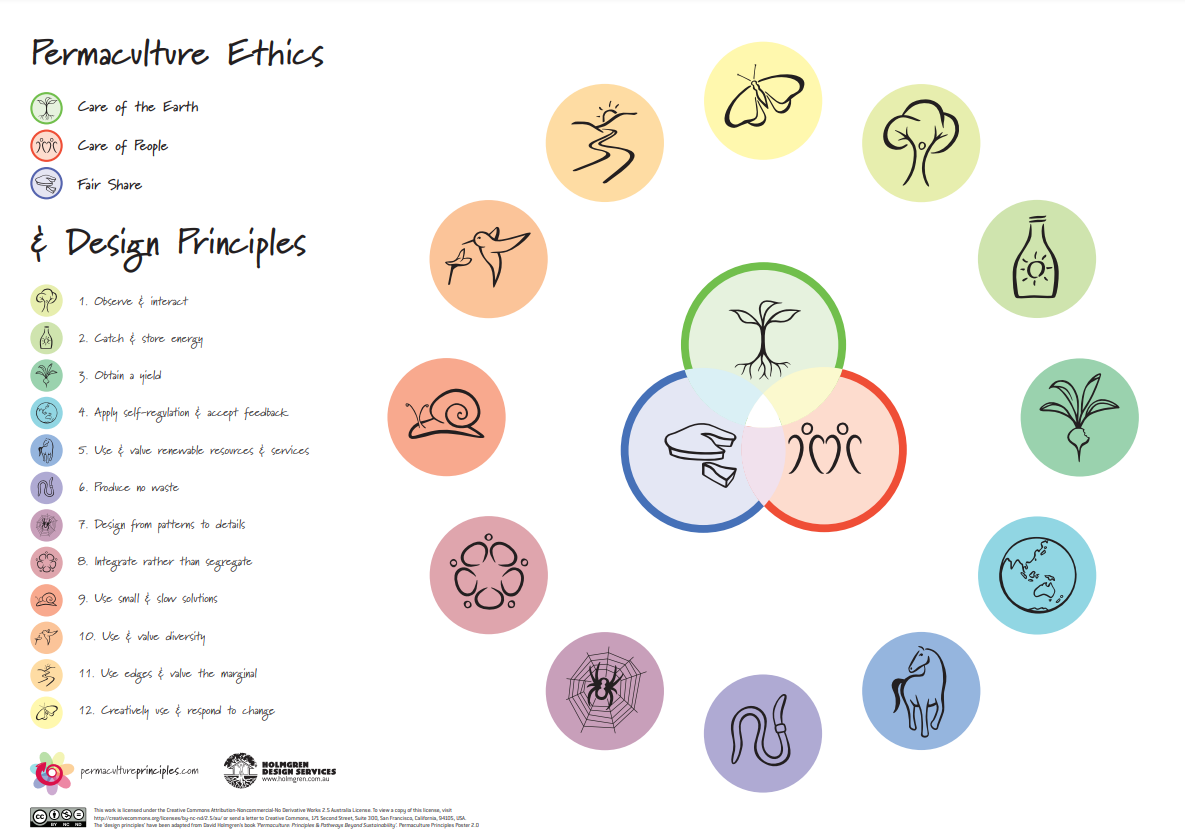 Permaculture Ethics
Care of the Earth
Care of People
Fair Share
& Design Principles
1. Observe & interact
2. Catch & store energy
3. Obtain a yield
4. Apply self-regulation & accept feedback
5. Use & value renewable resources & services
6. Produce no waste
7. Design from patterns to details
8. Integrate rather than segregate
9. Use small & slow solutions
10. Use & value diversity
11. Use edges & value the marginal
12. Creatively use & respond to change
permacultureprinciples.com
HOLMGREN
DESIGN SERVICES
www.holmgren.com.au
cc
BY NC ND
This work is licensed under the Creative Commons Attribution-Noncommercial-No Derivative Works 2.5 Australia License. To view a copy of this license, visit
http://creativecommons.org/licenses/by-nc-nd/2.5/au/ or send a letter to Creative Commons, 171 Second Street, Suite 300, San Francisco, California, 94105, USA.
The 'design principles' have been adapted from David Holmgren's book 'Permaculture: Principles & Pathways Beyond Sustainability'. Permaculture Principles Poster 2.0